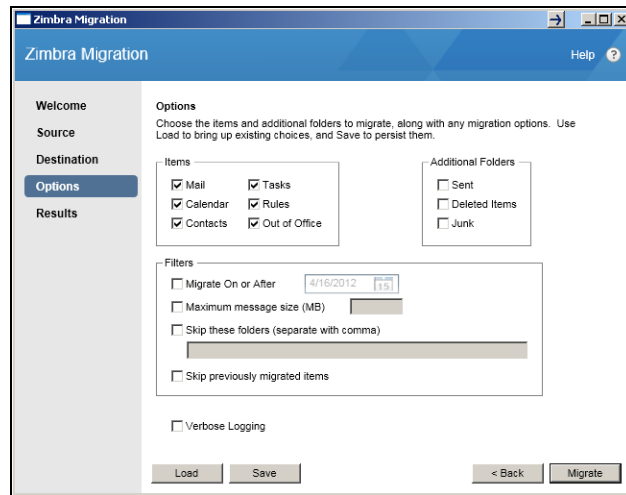 Zimbra Migration
Zimbra Migration
Help ?
Welcome
Source
Destination
Options
Results
Options
Choose the items and additional folders to migrate, along with any migration options. Use
Load to bring up existing choices, and Save to persist them.
Items
Mail
Tasks
Calendar
Rules
Contacts
Out of Office
Additional Folders
Sent
Deleted Items
Junk
Filters
Migrate On or After
4/16/2012
15
Maximum message size (MB)
Skip these folders (separate with comma)
Skip previously migrated items
Verbose Logging
Load
Save
< Back
Migrate